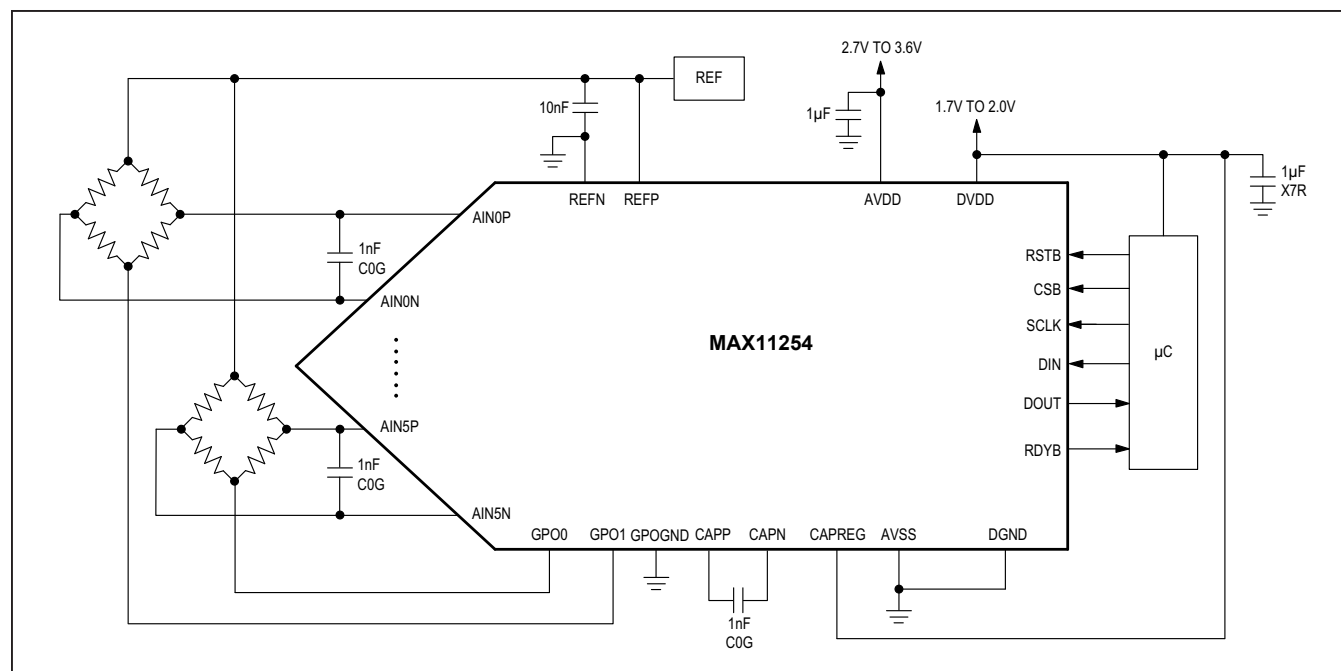 2.7V TO 3.6V
REF
10nF
1µF
1.7V TO 2.0V
1µF
X7R
REFN
REFP
AVDD
DVDD
AIN0P
1nF
C0G
AIN0N
RSTB
CSB
SCLK
MAX11254
DIN
µC
DOUT
AIN5P
RDYB
1nF
C0G
AIN5N
GPO0
GPO1
GPOGND
CAPP
CAPN
CAPREG
AVSS
DGND
1nF
C0G